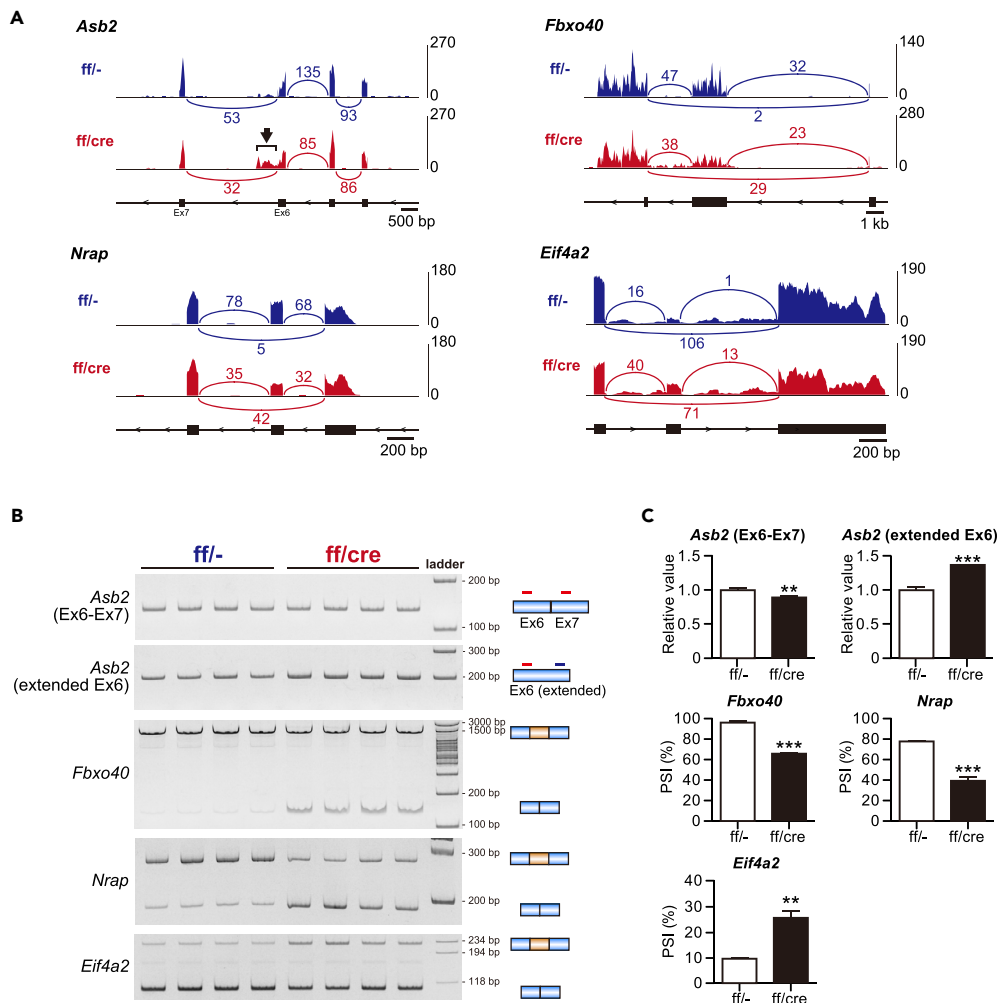 A
Asb2
ff/-
270
0
135
53
93
ff/cre
270
0
85
32
86
Ex7
Ex6
500 bp
Fbxo40
ff/-
140
0
47
32
2
ff/cre
280
0
38
23
29
1 kb
Nrap
ff/-
180
0
78
68
5
ff/cre
180
0
35
32
42
200 bp
Eif4a2
ff/-
190
0
16
1
106
ff/cre
190
0
40
13
71
200 bp
B
ff/-
ff/cre
ladder
Asb2
(Ex6-Ex7)
- 200 bp
- 100 bp
Ex6 Ex7
Asb2
(extended Ex6)
- 300 bp
- 200 bp
Ex6 (extended)
Fbxo40
- 3000 bp
- 1500 bp
- 200 bp
- 100 bp
Nrap
- 300 bp
- 200 bp
Eif4a2
- 234 bp
- 194 bp
- 118 bp
C
Asb2 (Ex6-Ex7)
Relative value
1.5
1.0
0.5
0
**
ff/- ff/cre
Asb2 (extended Ex6)
Relative value
1.5
1.0
0.5
0
***
ff/- ff/cre
Fbxo40
PSI (%)
100
80
60
40
20
0
***
ff/- ff/cre
Nrap
PSI (%)
100
80
60
40
20
0
***
ff/- ff/cre
Eif4a2
PSI (%)
40
30
20
10
0
**
ff/- ff/cre